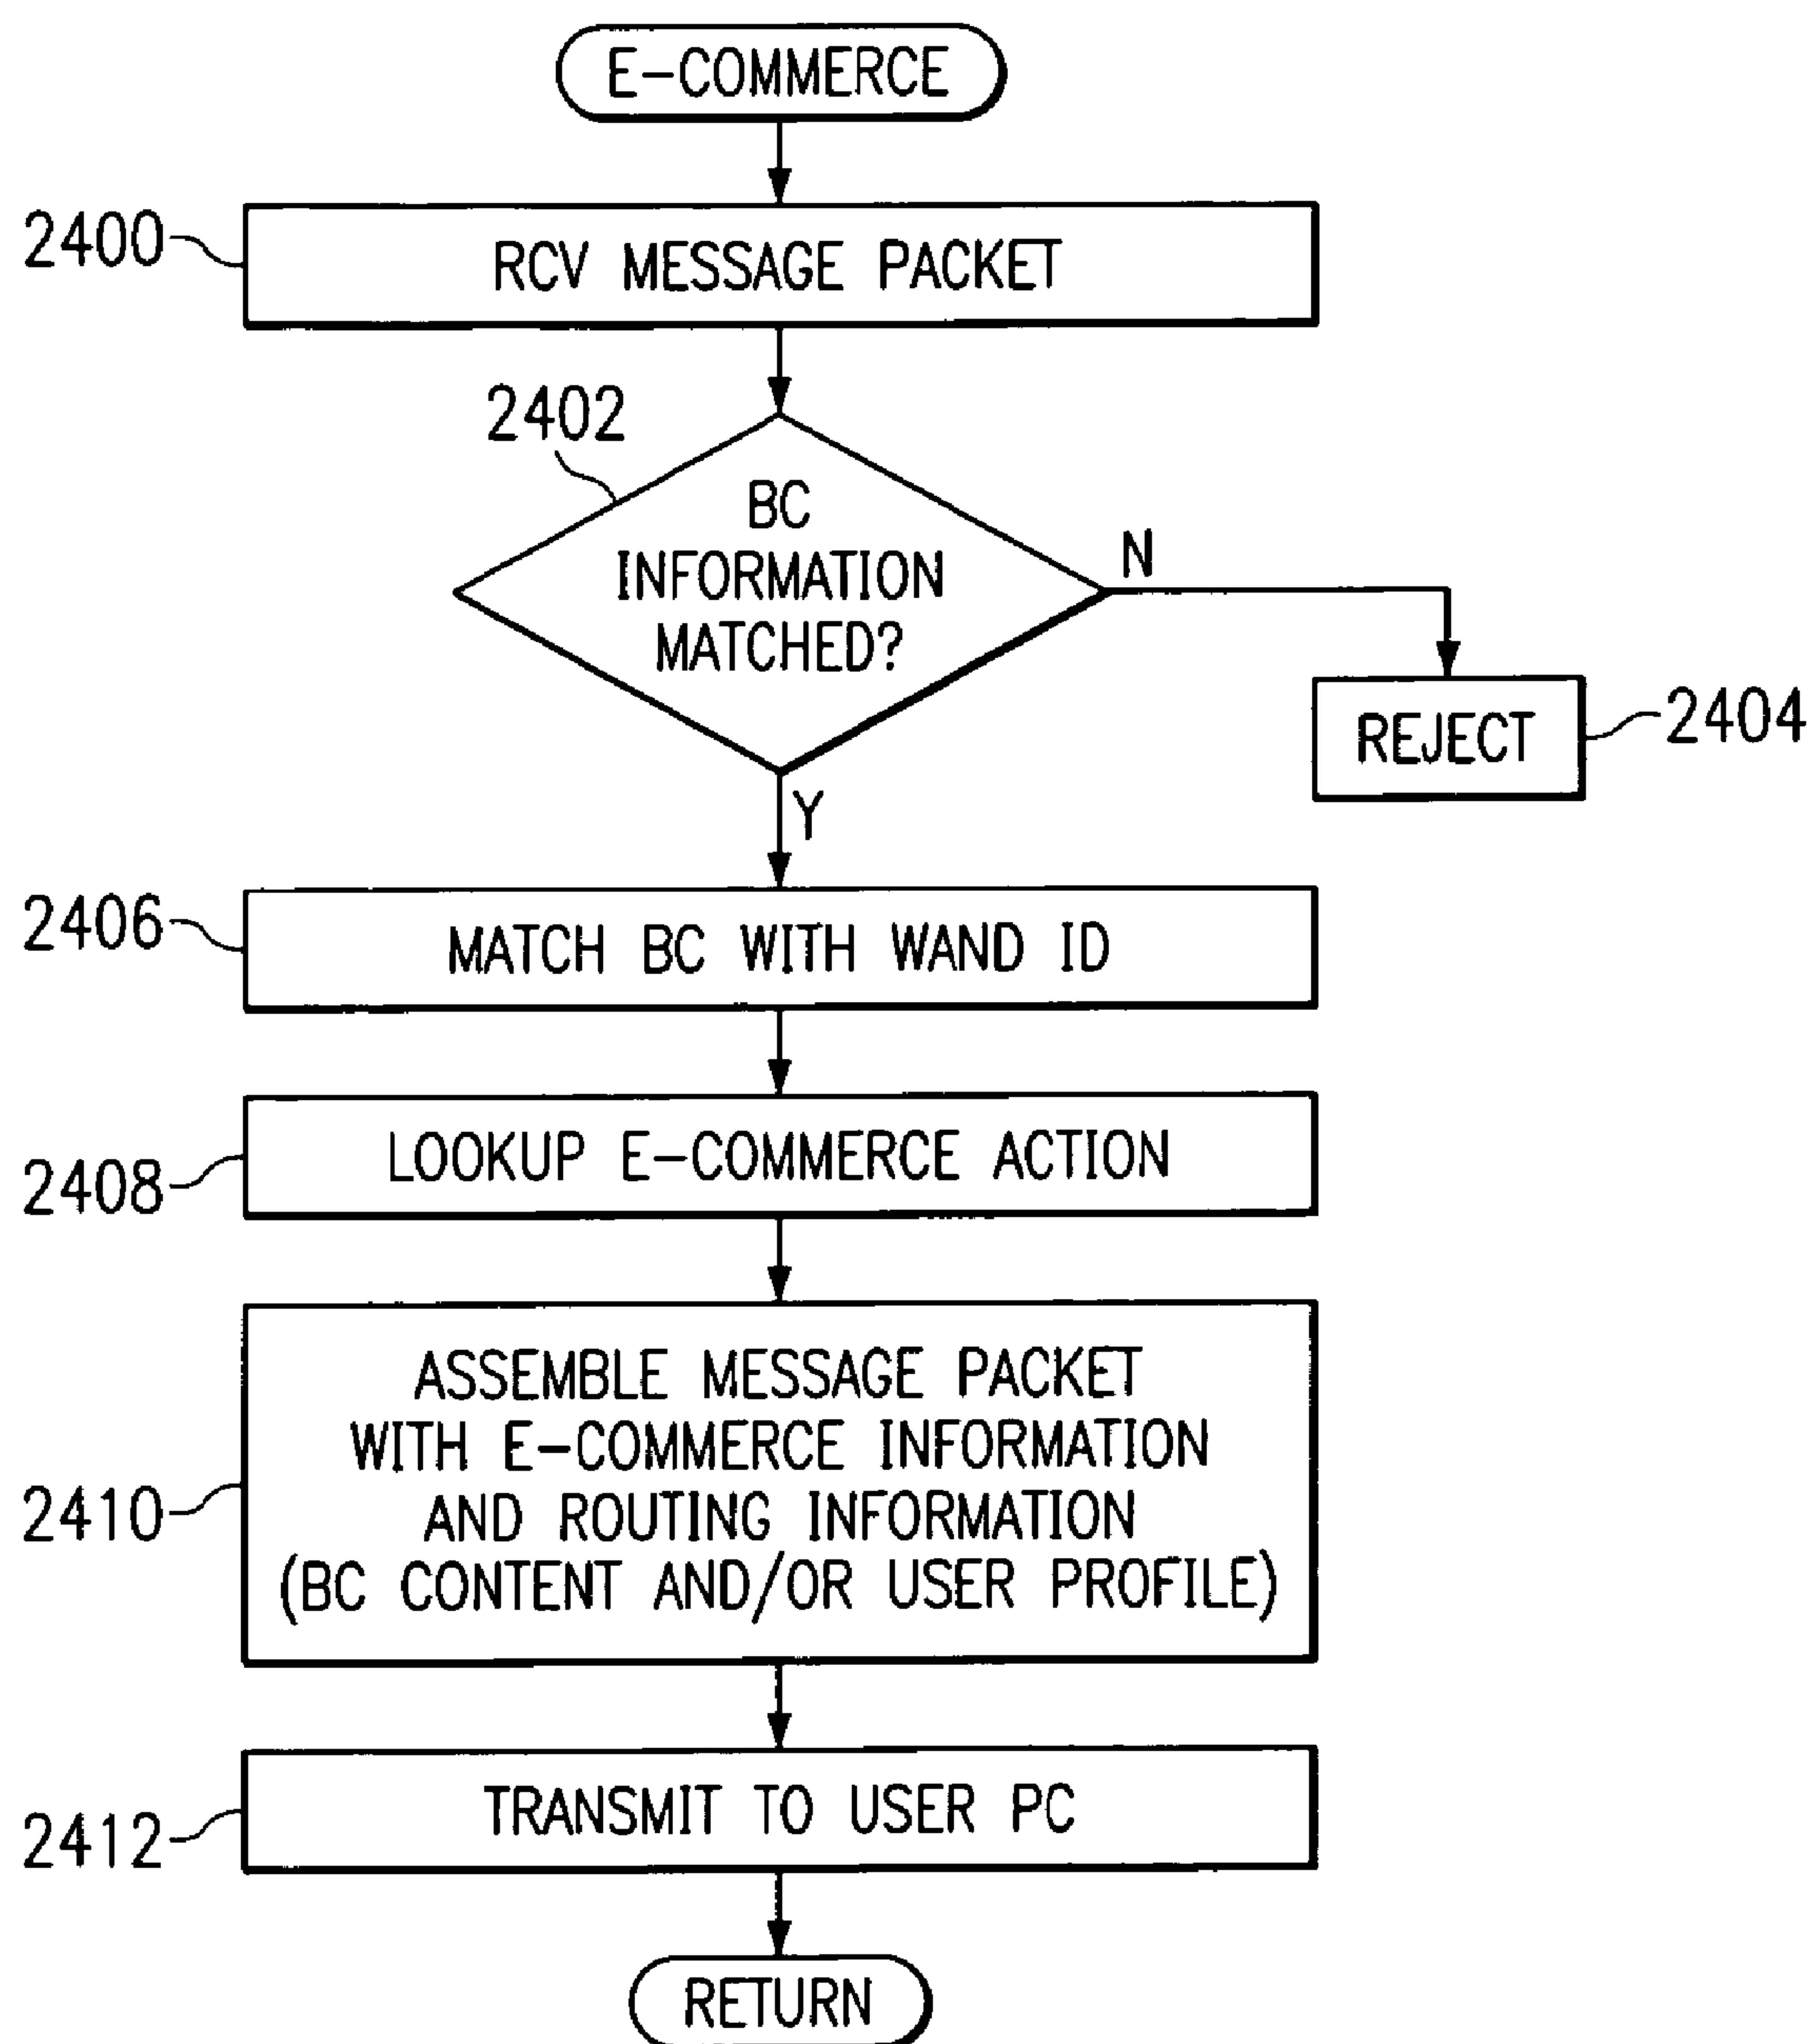 E-COMMERCE
2400
RCV MESSAGE PACKET
2402
BC
INFORMATION
MATCHED?
N
REJECT
2404
Y
2406
MATCH BC WITH WAND ID
2408
LOOKUP E-COMMERCE ACTION
2410
ASSEMBLE MESSAGE PACKET
WITH E-COMMERCE INFORMATION
AND ROUTING INFORMATION
(BC CONTENT AND/OR USER PROFILE)
2412
TRANSMIT TO USER PC
RETURN